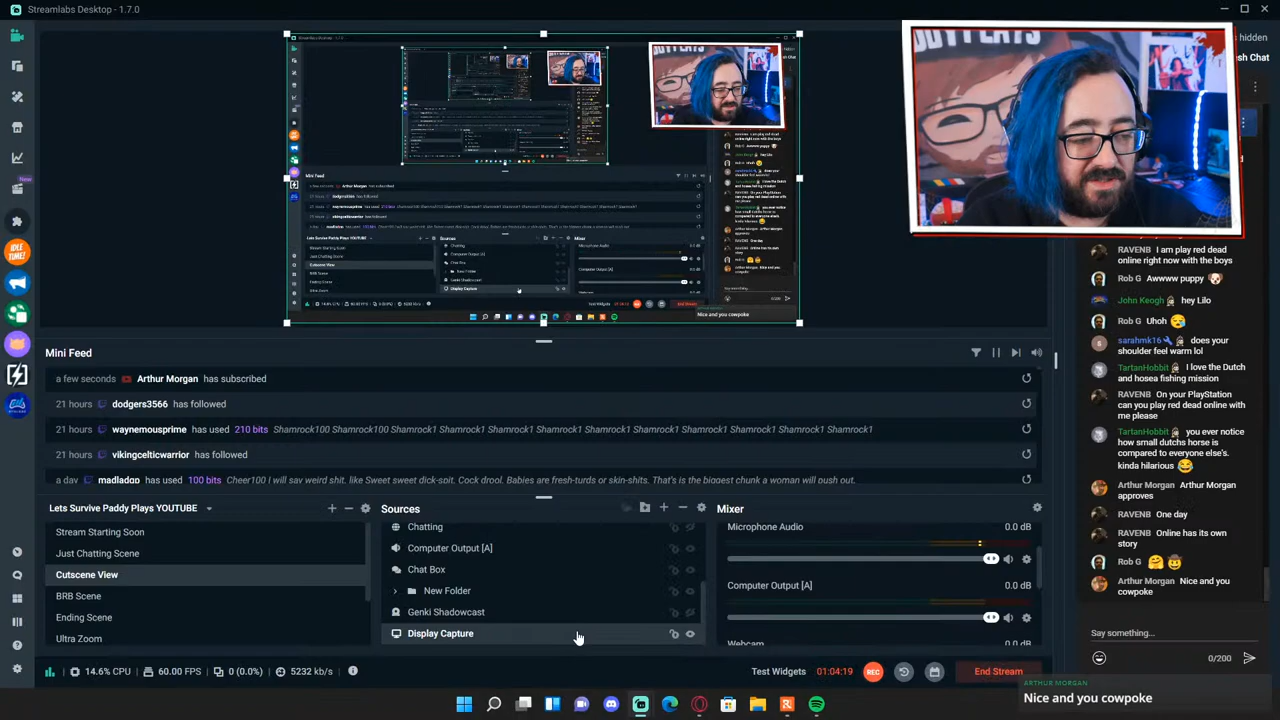 Streamlabs Desktop - 1.7.0
Mini Feed
a few seconds Arthur Morgan has subscribed
21 hours dodgers3566 has followed
21 hours waynemousprime has used 210 bits Shamrock100 Shamrock100 Shamrock1 Shamrock1 Shamrock1 Shamrock1 Shamrock1 Shamrock1 Shamrock1 Shamrock1 Shamrock1 Shamrock1
21 hours vikingcelticwarrior has followed
a day madladgp has used 100 bits Cheer100 I will say weird shit. like Sweet sweet dick-spit. Cock drool. Babies are fresh-turds or skin-shits. That's the biggest chunk a woman will push out.
Lets Survive Paddy Plays YOUTUBE
Stream Starting Soon
Just Chatting Scene
Cutscene View
BRB Scene
Ending Scene
Ultra Zoom
Sources
Chatting
Computer Output [A]
Chat Box
New Folder
Genki Shadowcast
Display Capture
Mixer
Microphone Audio 0.0 dB
Computer Output [A] 0.0 dB
Webcam
14.6% CPU 60.00 FPS 0 (0.0%) 5232 kb/s
Test Widgets 01:04:19 REC End Stream
hidden
esh Chat
New
IDLE TIME!
RAVENB I am play red dead
online right now with the boys
Rob G Awwww puppy
John Keogh hey Lilo
Rob G Uhoh
sarahmk16 does your
shoulder feel warm lol
TartanHobbit I love the Dutch
and hosea fishing mission
RAVENB On your PlayStation
can you play red dead online with
me please
TartanHobbit you ever notice
how small dutchs horse is
compared to everyone else's.
kinda hilarious
Arthur Morgan Arthur Morgan
approves
RAVENB One day
RAVENB Online has its own
story
Rob G
Arthur Morgan Nice and you
cowpoke
Say something...
0/200
ARTHUR MORGAN
Nice and you cowpoke